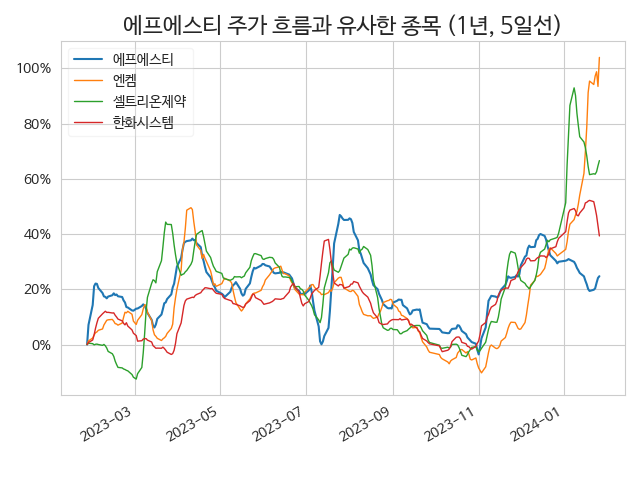 에프에스티 주가 흐름과 유사한 종목 (1년, 5일선)
에프에스티
엔켐
셀트리온제약
한화시스템
100%
80%
60%
40%
20%
0%
2023-03
2023-05
2023-07
2023-09
2023-11
2024-01